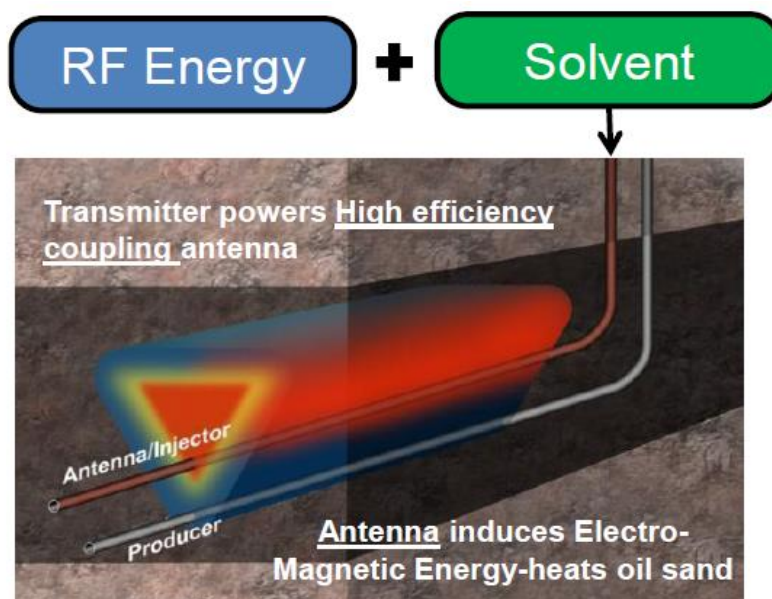 RF Energy + Solvent
Transmitter powers High efficiency
coupling antenna
Antenna/Injector
Producer
Antenna induces Electro-
Magnetic Energy-heats oil sand